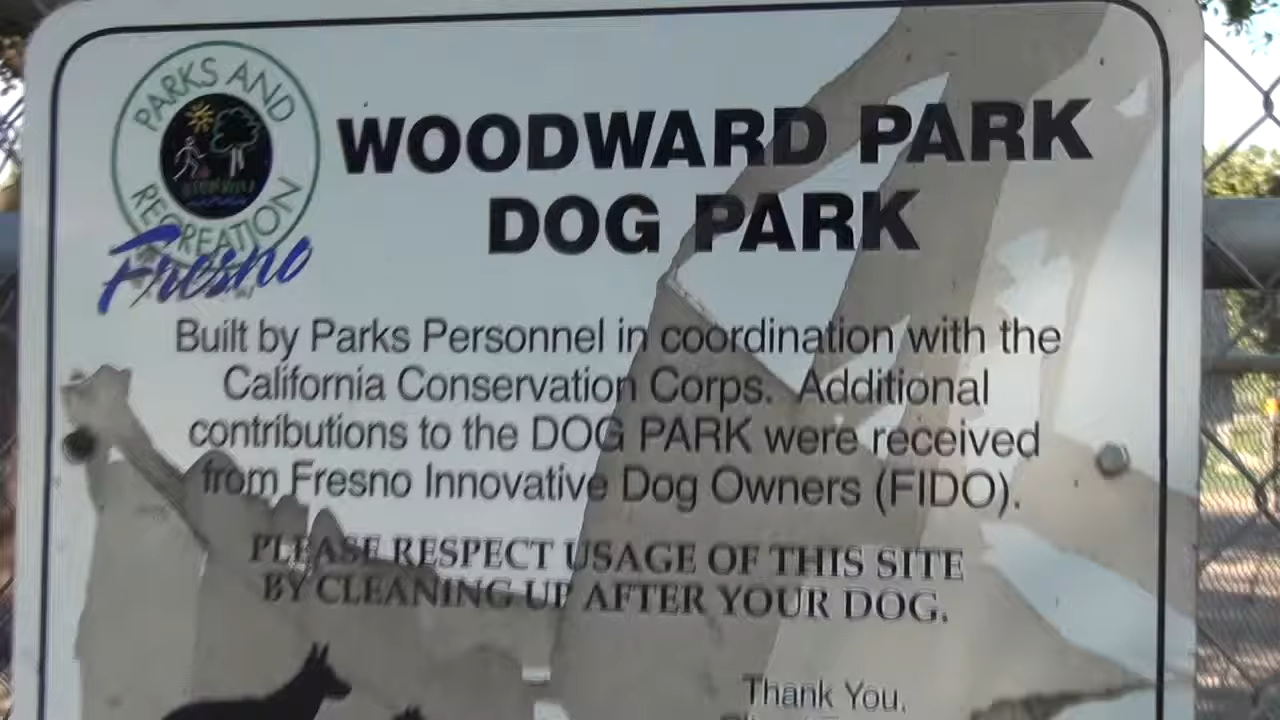 PARKS AND
RECREATION
Fresno
WOODWARD PARK
DOG PARK
Built by Parks Personnel in coordination with the
California Conservation Corps. Additional
contributions to the DOG PARK were received
from Fresno Innovative Dog Owners (FIDO).
PLEASE RESPECT USAGE OF THIS SITE
BY CLEANING UP AFTER YOUR DOG.
Thank You,